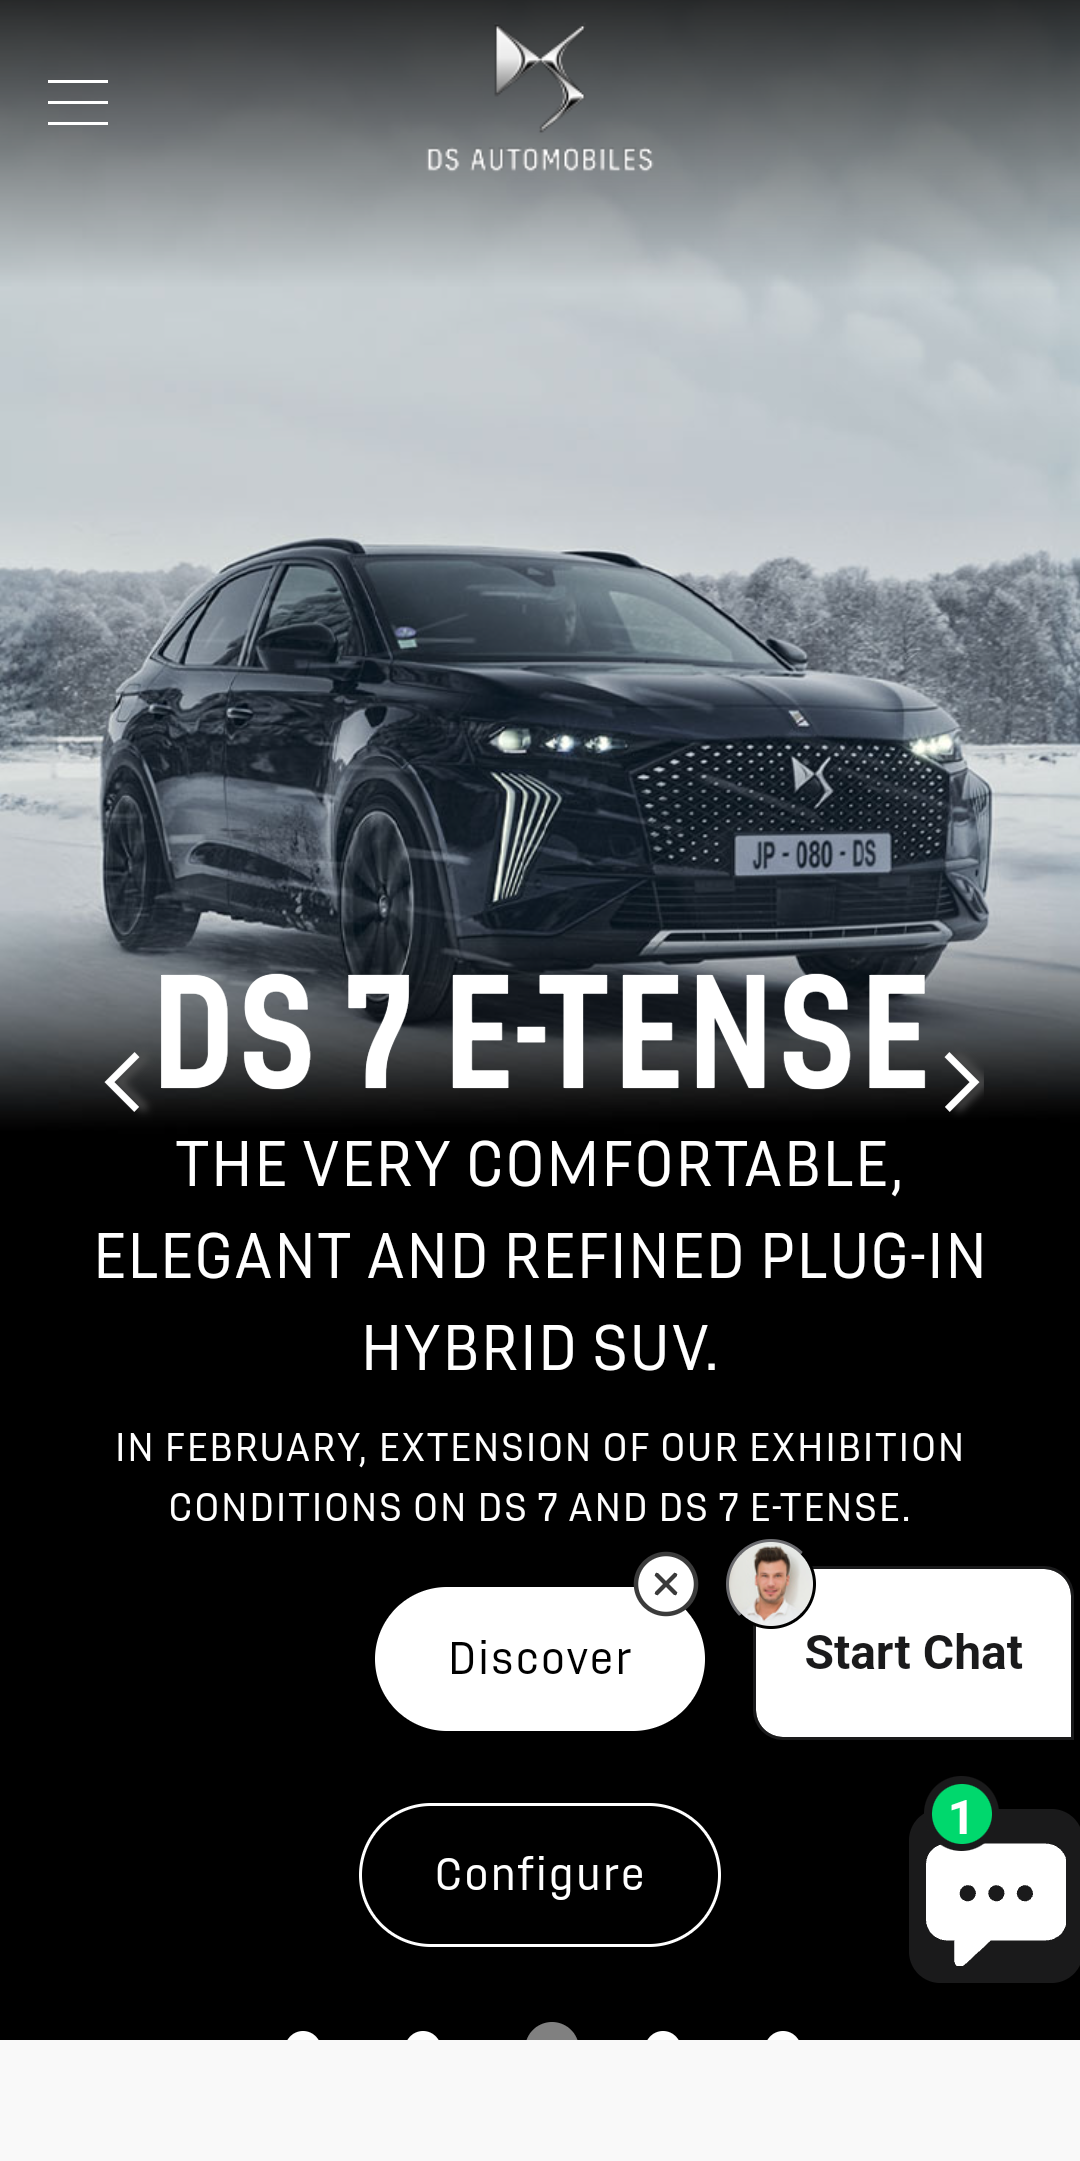 DS AUTOMOBILES
JP - 080 - DS
DS 7 E-TENSE
THE VERY COMFORTABLE,
ELEGANT AND REFINED PLUG-IN
HYBRID SUV.
IN FEBRUARY, EXTENSION OF OUR EXHIBITION
CONDITIONS ON DS 7 AND DS 7 E-TENSE.
Discover
Start Chat
1
Configure